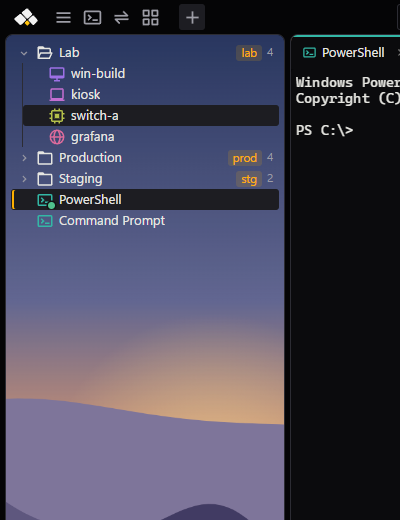 Lab lab 4
win-build
kiosk
switch-a
grafana
Production prod 4
Staging stg 2
PowerShell
Command Prompt
PowerShell
Windows Power
Copyright (C)
PS C:\>